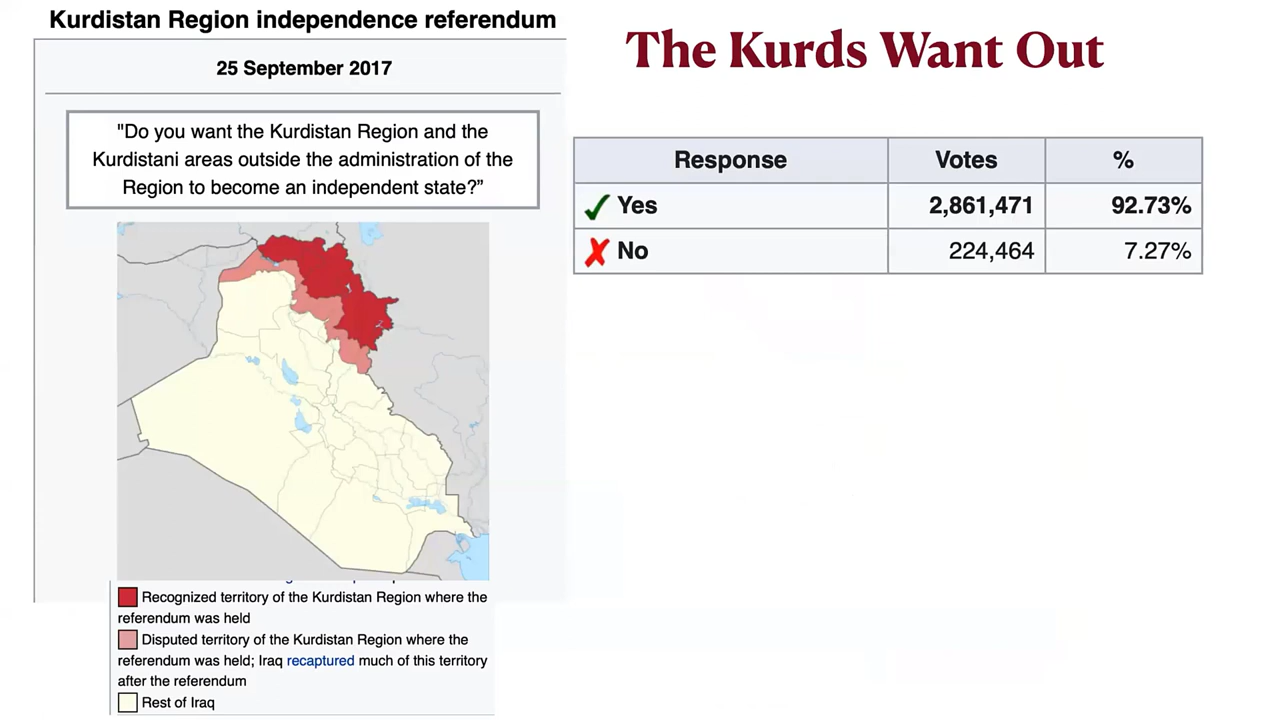 Kurdistan Region independence referendum
25 September 2017
"Do you want the Kurdistan Region and the
Kurdistani areas outside the administration of the
Region to become an independent state?”
Recognized territory of the Kurdistan Region where the
referendum was held
Disputed territory of the Kurdistan Region where the
referendum was held; Iraq recaptured much of this territory
after the referendum
Rest of Iraq
The Kurds Want Out
Response Votes %
Yes 2,861,471 92.73%
No 224,464 7.27%